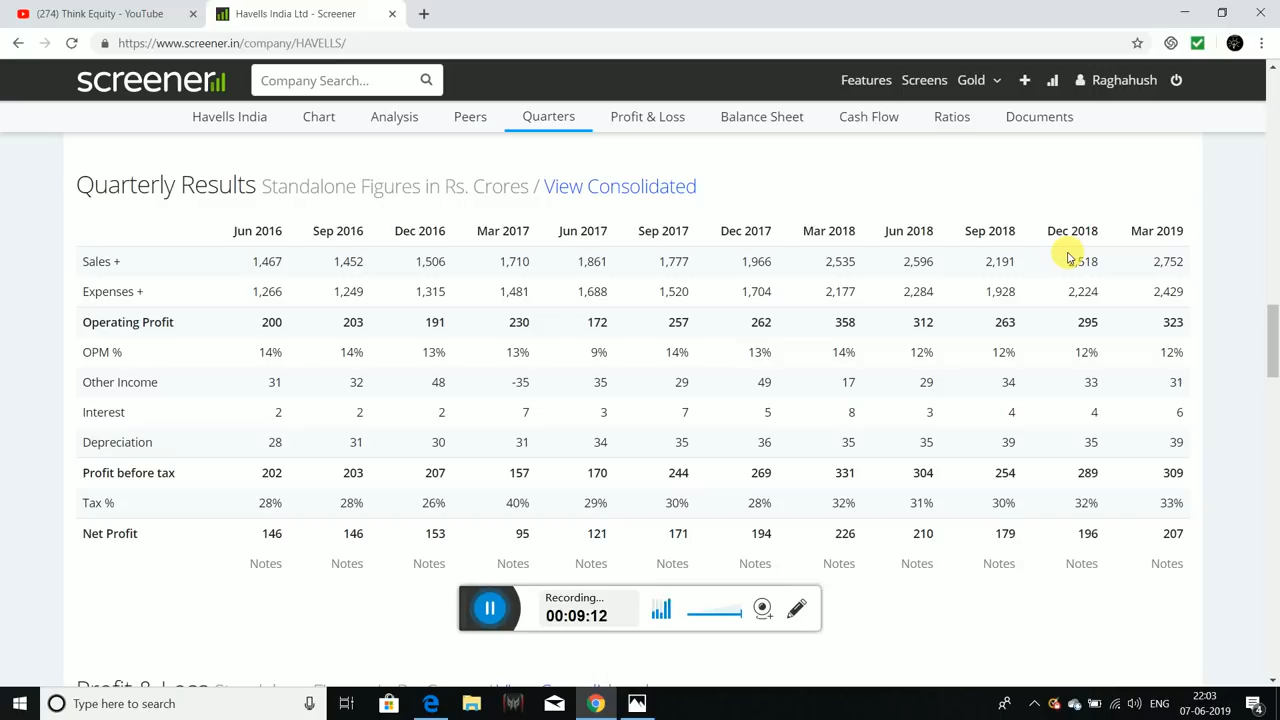 (274) Think Equity - YouTube
Havells India Ltd - Screener
https://www.screener.in/company/HAVELLS/
screener
Company Search...
Features Screens Gold Raghahush
Havells India Chart Analysis Peers Quarters Profit & Loss Balance Sheet Cash Flow Ratios Documents
Quarterly Results Standalone Figures in Rs. Crores / View Consolidated
Jun 2016 Sep 2016 Dec 2016 Mar 2017 Jun 2017 Sep 2017 Dec 2017 Mar 2018 Jun 2018 Sep 2018 Dec 2018 Mar 2019
Sales + 1,467 1,452 1,506 1,710 1,861 1,777 1,966 2,535 2,596 2,191 2,518 2,752
Expenses + 1,266 1,249 1,315 1,481 1,688 1,520 1,704 2,177 2,284 1,928 2,224 2,429
Operating Profit 200 203 191 230 172 257 262 358 312 263 295 323
OPM % 14% 14% 13% 13% 9% 14% 13% 14% 12% 12% 12% 12%
Other Income 31 32 48 -35 35 29 49 17 29 34 33 31
Interest 2 2 2 7 3 7 5 8 3 4 4 6
Depreciation 28 31 30 31 34 35 36 35 35 39 35 39
Profit before tax 202 203 207 157 170 244 269 331 304 254 289 309
Tax % 28% 28% 26% 40% 29% 30% 28% 32% 31% 30% 32% 33%
Net Profit 146 146 153 95 121 171 194 226 210 179 196 207
Notes Notes Notes Notes Notes Notes Notes Notes Notes Notes Notes Notes
Recording...
00:09:12
Profit & Loss
Type here to search
ENG
22:03
07-06-2019
4